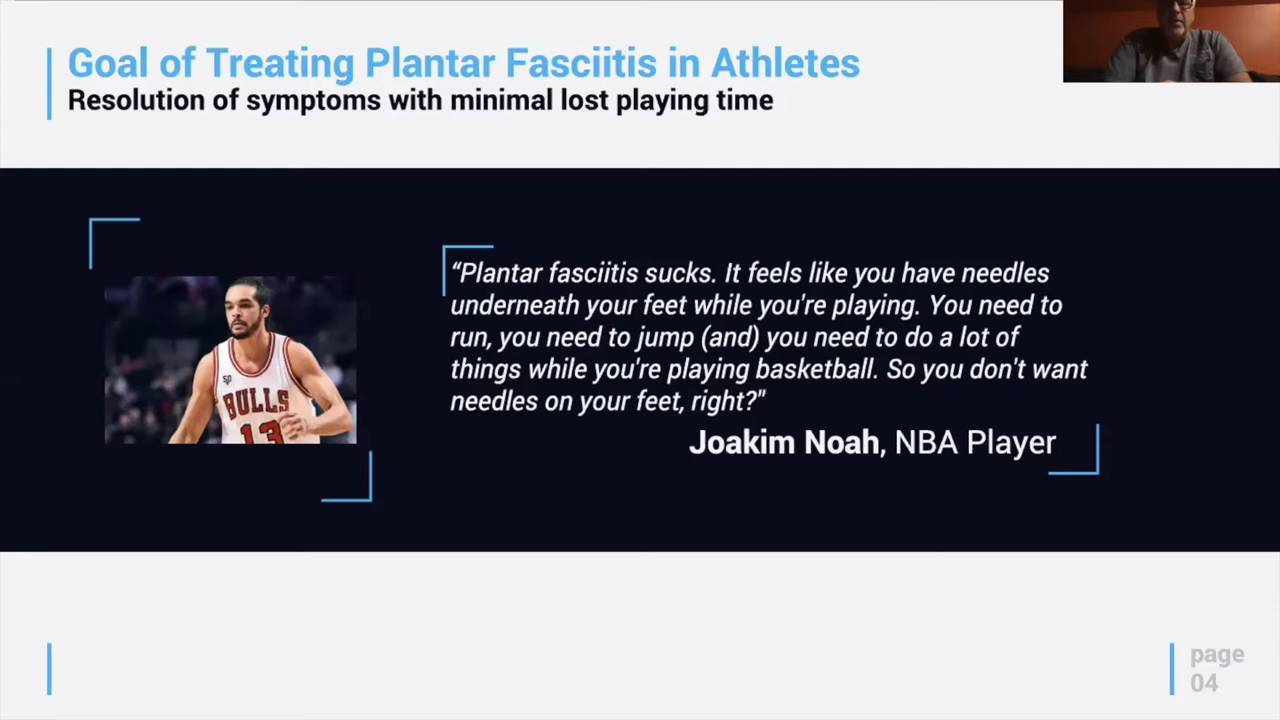 Goal of Treating Plantar Fasciitis in Athletes
Resolution of symptoms with minimal lost playing time
BULLS
13
“Plantar fasciitis sucks. It feels like you have needles
underneath your feet while you're playing. You need to
run, you need to jump (and) you need to do a lot of
things while you're playing basketball. So you don't want
needles on your feet, right?"
Joakim Noah, NBA Player
page
04